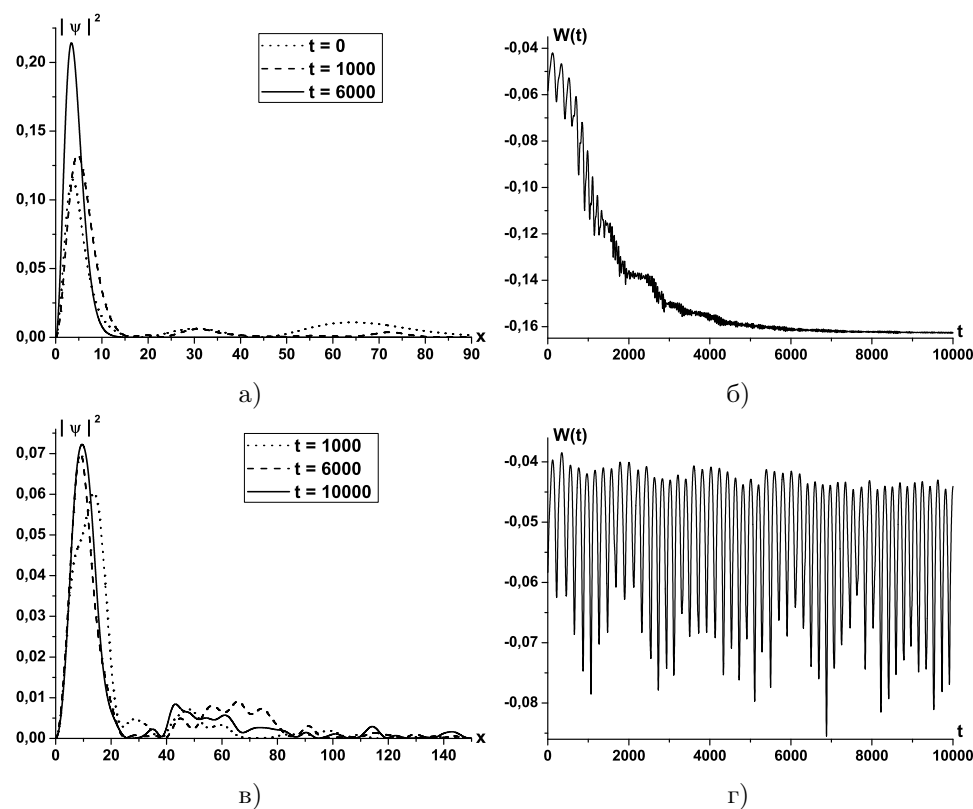 | ψ | ²
t = 0
t = 1000
t = 6000
0,20
0,15
0,10
0,05
0,00
0 10 20 30 40 50 60 70 80 90
x
а)
W(t)
-0,04
-0,06
-0,08
-0,10
-0,12
-0,14
-0,16
0 2000 4000 6000 8000 10000
t
б)
| ψ | ²
t = 1000
t = 6000
t = 10000
0,07
0,06
0,05
0,04
0,03
0,02
0,01
0,00
0 20 40 60 80 100 120 140
x
в)
W(t)
-0,04
-0,05
-0,06
-0,07
-0,08
0 2000 4000 6000 8000 10000
t
г)